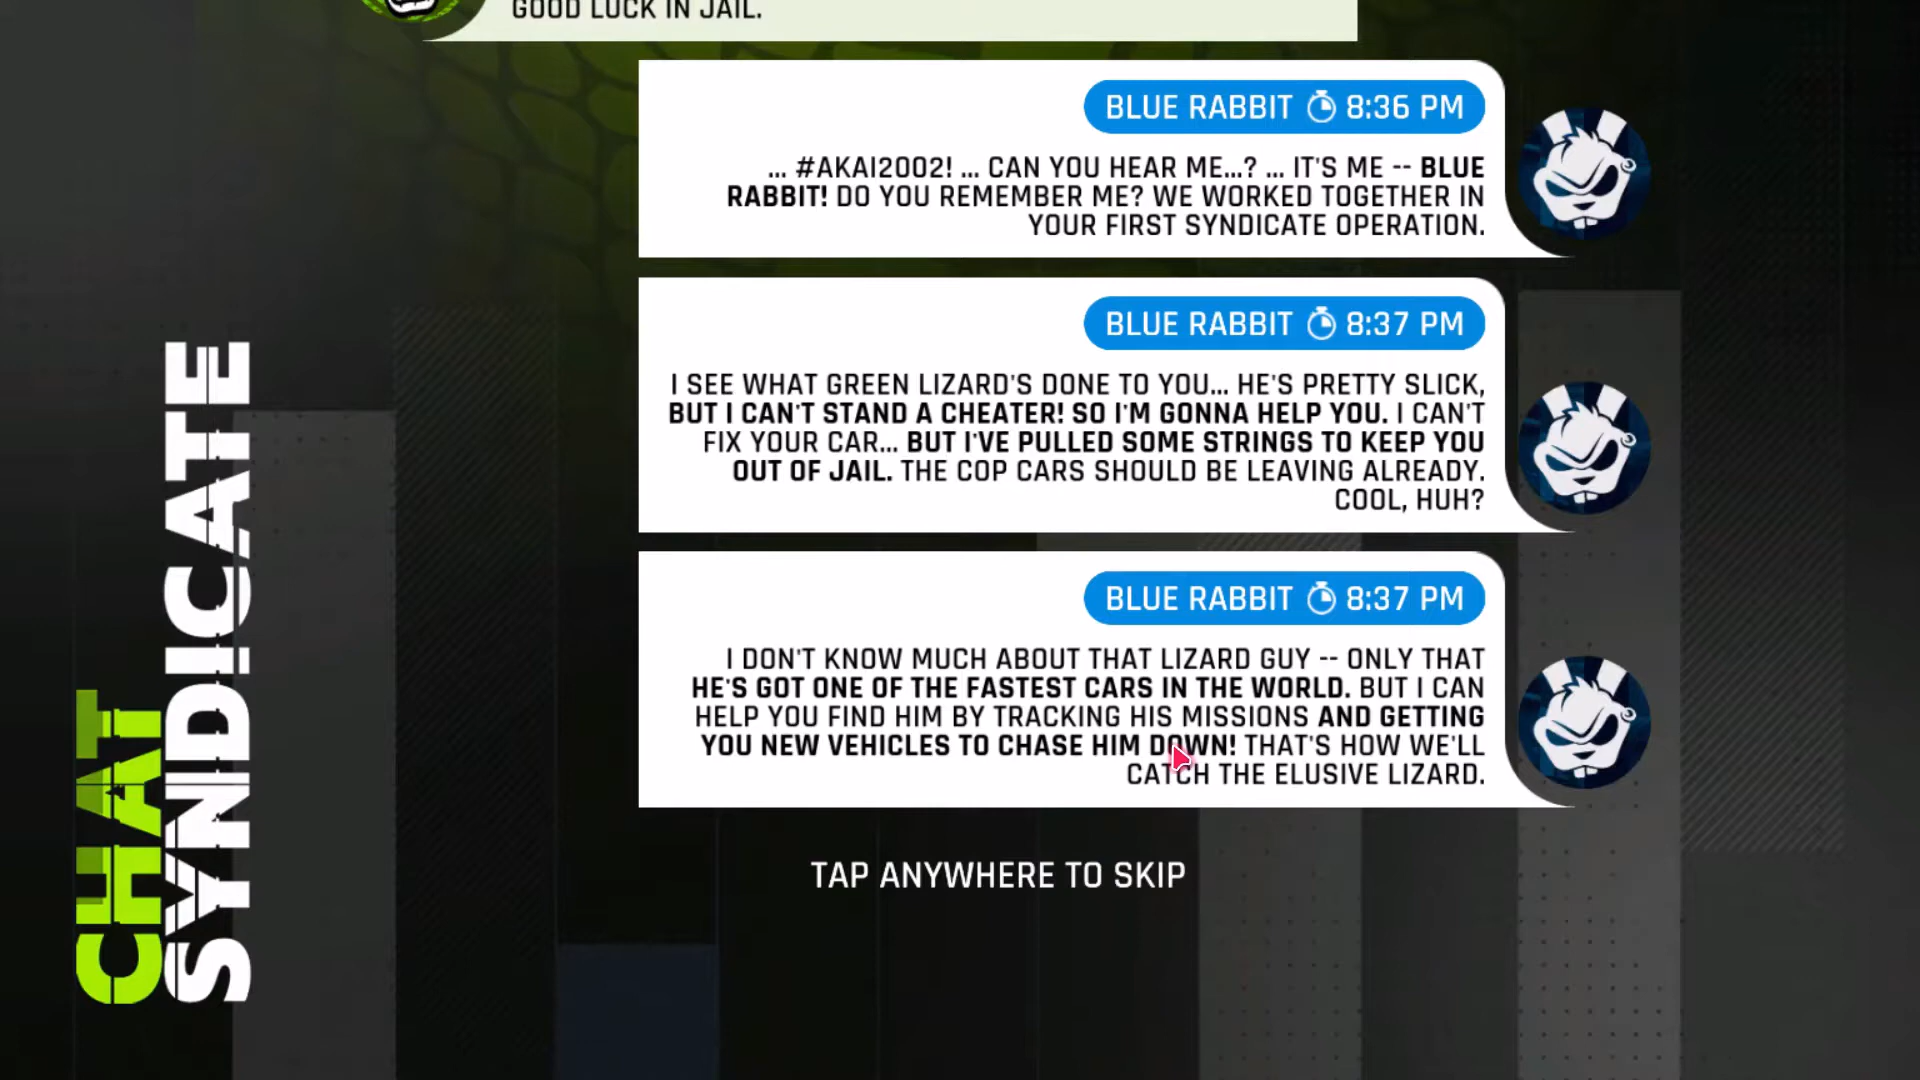 GOOD LUCK IN JAIL.
BLUE RABBIT 8:36 PM
... #AKAI2002! ... CAN YOU HEAR ME...? ... IT'S ME -- BLUE
RABBIT! DO YOU REMEMBER ME? WE WORKED TOGETHER IN
YOUR FIRST SYNDICATE OPERATION.
BLUE RABBIT 8:37 PM
I SEE WHAT GREEN LIZARD'S DONE TO YOU... HE'S PRETTY SLICK,
BUT I CAN'T STAND A CHEATER! SO I'M GONNA HELP YOU. I CAN'T
FIX YOUR CAR... BUT I'VE PULLED SOME STRINGS TO KEEP YOU
OUT OF JAIL. THE COP CARS SHOULD BE LEAVING ALREADY.
COOL, HUH?
BLUE RABBIT 8:37 PM
I DON'T KNOW MUCH ABOUT THAT LIZARD GUY -- ONLY THAT
HE'S GOT ONE OF THE FASTEST CARS IN THE WORLD. BUT I CAN
HELP YOU FIND HIM BY TRACKING HIS MISSIONS AND GETTING
YOU NEW VEHICLES TO CHASE HIM DOWN! THAT'S HOW WE'LL
CATCH THE ELUSIVE LIZARD.
TAP ANYWHERE TO SKIP
CHAT
SYNDICATE